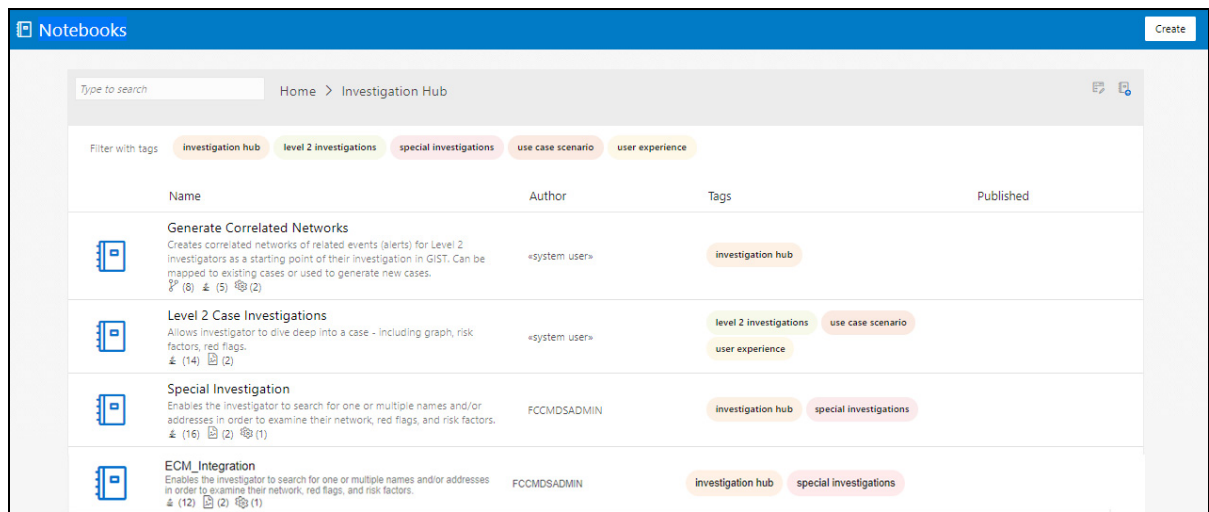 Notebooks
Create
Type to search
Home > Investigation Hub
Filter with tags investigation hub level 2 investigations special investigations use case scenario user experience
Name Author Tags Published
Generate Correlated Networks
Creates correlated networks of related events (alerts) for Level 2
investigators as a starting point of their investigation in GIST. Can be
mapped to existing cases or used to generate new cases.
(8) (5) (2)
«system user»
investigation hub
Level 2 Case Investigations
Allows investigator to dive deep into a case - including graph, risk
factors, red flags.
(14) (2)
«system user»
level 2 investigations use case scenario
user experience
Special Investigation
Enables the investigator to search for one or multiple names and/or
addresses in order to examine their network, red flags, and risk factors.
(16) (2) (1)
FCCMDSADMIN
investigation hub special investigations
ECM_Integration
Enables the investigator to search for one or multiple names and/or addresses
in order to examine their network, red flags, and risk factors.
(12) (2) (1)
FCCMDSADMIN
investigation hub special investigations